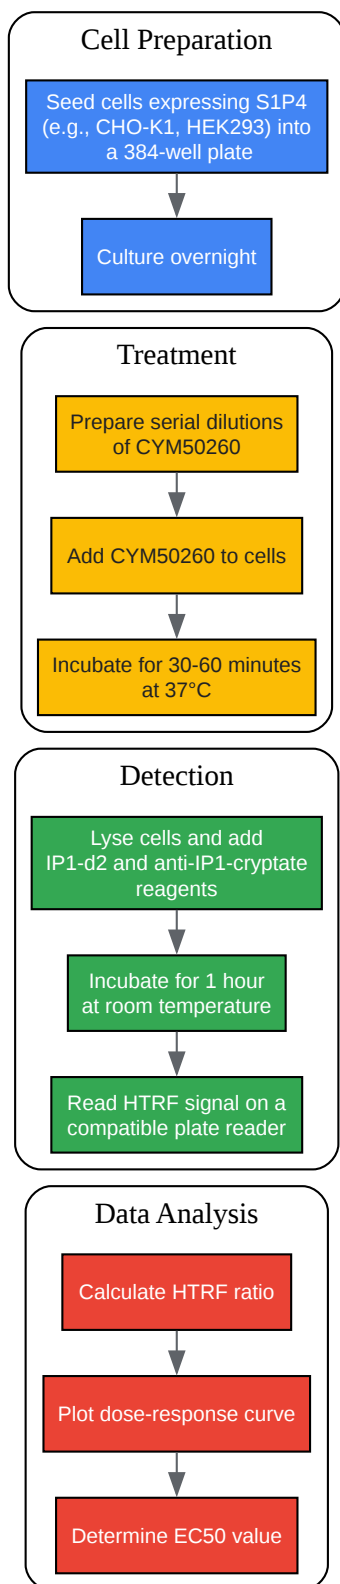 Cell Preparation
Seed cells expressing S1P4
(e.g., CHO-K1, HEK293) into
a 384-well plate
Culture overnight
Treatment
Prepare serial dilutions
of CYM50260
Add CYM50260 to cells
Incubate for 30-60 minutes
at 37°C
Detection
Lyse cells and add
IP1-d2 and anti-IP1-cryptate
reagents
Incubate for 1 hour
at room temperature
Read HTRF signal on a
compatible plate reader
Data Analysis
Calculate HTRF ratio
Plot dose-response curve
Determine EC50 value